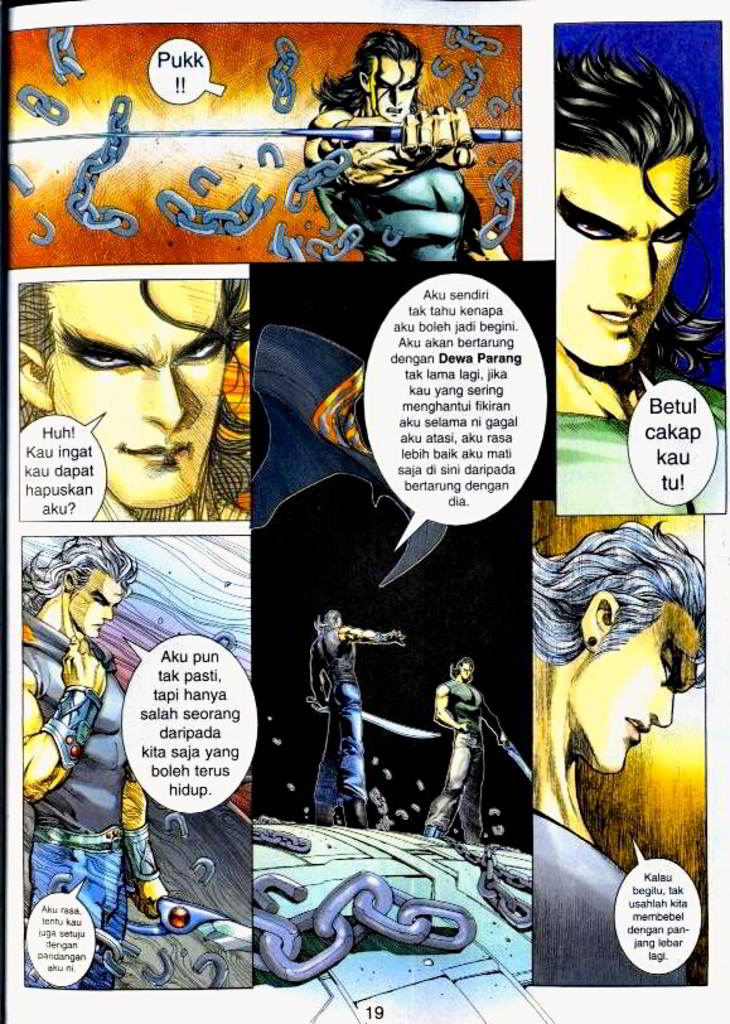 Pukk
!!
Betul
cakap
kau
tu!
Huh!
Kau ingat
kau dapat
hapuskan
aku?
Aku sendiri
tak tahu kenapa
aku boleh jadi begini.
Aku akan bertarung
dengan Dewa Parang
tak lama lagi, jika
kau yang sering
menghantui fikiran
aku selama ni gagal
aku atasi, aku rasa
lebih baik aku mati
saja di sini daripada
bertarung dengan
dia.
Aku pun
tak pasti,
tapi hanya
salah seorang
daripada
kita saja yang
boleh terus
hidup.
Aku rasa,
tentu kau
juga setuju
dengan
pandangan
aku ni.
Kalau
begitu, tak
usahlah kita
membebel
dengan pan-
jang lebar
lagi.
19